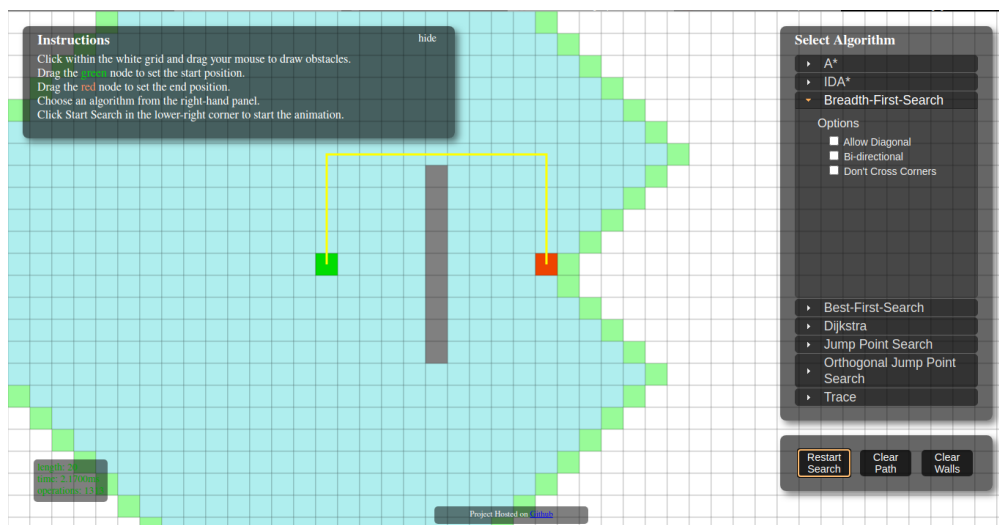 Instructions
hide
Click within the white grid and drag your mouse to draw obstacles.
Drag the green node to set the start position.
Drag the red node to set the end position.
Choose an algorithm from the right-hand panel.
Click Start Search in the lower-right corner to start the animation.
Select Algorithm
A*
IDA*
Breadth-First-Search
Options
Allow Diagonal
Bi-directional
Don't Cross Corners
Best-First-Search
Dijkstra
Jump Point Search
Orthogonal Jump Point
Search
Trace
Restart
Search
Clear
Path
Clear
Walls
length:
time:
operations:
Project Hosted on Github